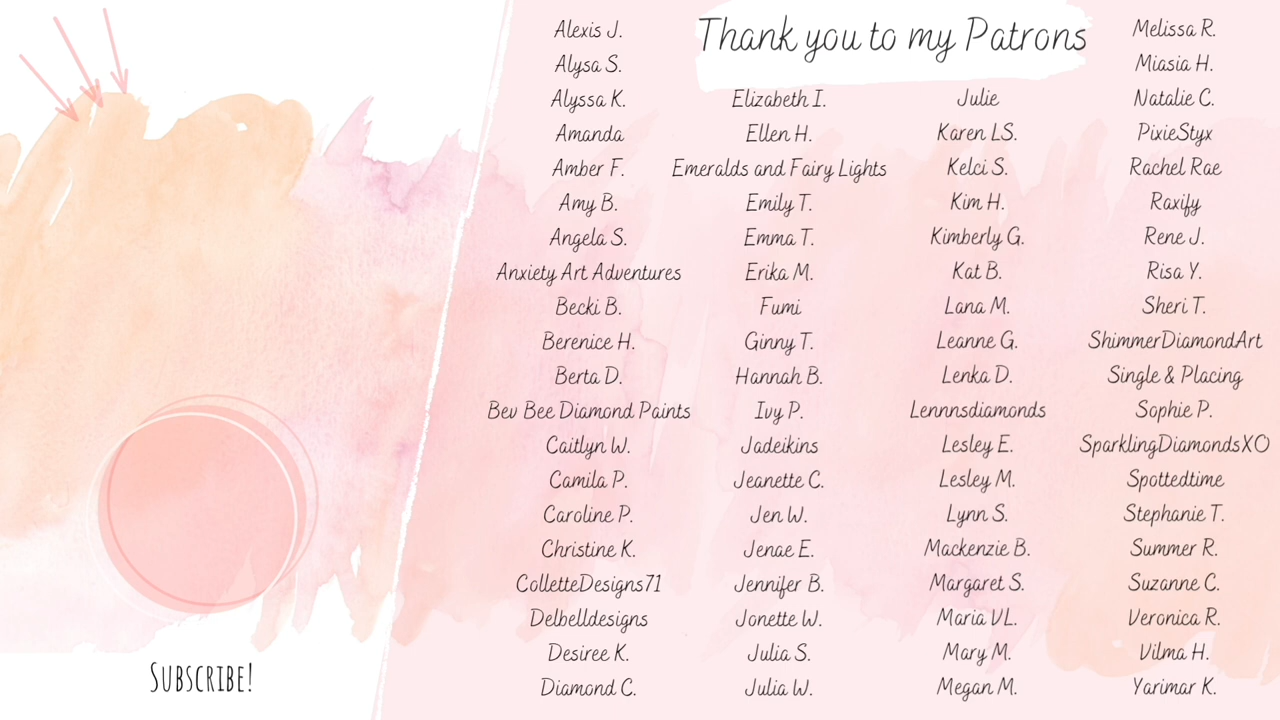 Thank you to my Patrons
Alexis J.
Alysa S.
Alyssa K.
Amanda
Amber F.
Amy B.
Angela S.
Anxiety Art Adventures
Becki B.
Berenice H.
Berta D.
Bev Bee Diamond Paints
Caitlyn W.
Camila P.
Caroline P.
Christine K.
ColletteDesigns71
Delbelldesigns
Desiree K.
Diamond C.
Elizabeth I.
Ellen H.
Emeralds and Fairy Lights
Emily T.
Emma T.
Erika M.
Fumi
Ginny T.
Hannah B.
Ivy P.
Jadeikins
Jeanette C.
Jen W.
Jenae E.
Jennifer B.
Jonette W.
Julia S.
Julia W.
Julie
Karen LS.
Kelci S.
Kim H.
Kimberly G.
Kat B.
Lana M.
Leanne G.
Lenka D.
Lennnsdiamonds
Lesley E.
Lesley M.
Lynn S.
Mackenzie B.
Margaret S.
Maria VL.
Mary M.
Megan M.
Melissa R.
Miasia H.
Natalie C.
PixieStyx
Rachel Rae
Raxify
Rene J.
Risa Y.
Sheri T.
ShimmerDiamondArt
Single & Placing
Sophie P.
SparklingDiamondsXO
Spottedtime
Stephanie T.
Summer R.
Suzanne C.
Veronica R.
Vilma H.
Yarimar K.
Subscribe!